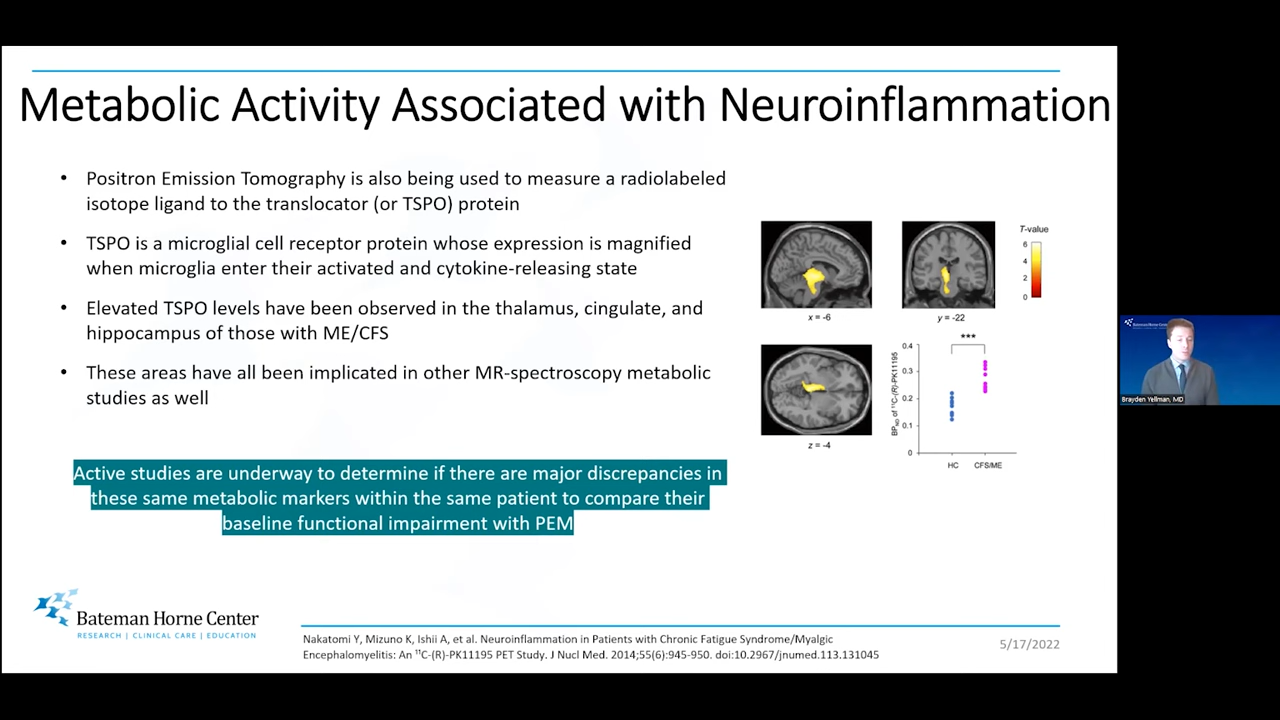 Metabolic Activity Associated with Neuroinflammation
• Positron Emission Tomography is also being used to measure a radiolabeled
isotope ligand to the translocator (or TSPO) protein
• TSPO is a microglial cell receptor protein whose expression is magnified
when microglia enter their activated and cytokine-releasing state
• Elevated TSPO levels have been observed in the thalamus, cingulate, and
hippocampus of those with ME/CFS
• These areas have all been implicated in other MR-spectroscopy metabolic
studies as well
Active studies are underway to determine if there are major discrepancies in
these same metabolic markers within the same patient to compare their
baseline functional impairment with PEM
T-value
6
4
2
0
x = -6
y = -22
z = -4
***
BPND of ¹¹C-(R)-PK11195
0.4
0.3
0.2
0.1
0
HC
CFS/ME
Bateman Horne Center
RESEARCH | CLINICAL CARE | EDUCATION
Nakatomi Y, Mizuno K, Ishii A, et al. Neuroinflammation in Patients with Chronic Fatigue Syndrome/Myalgic
Encephalomyelitis: An ¹¹C-(R)-PK11195 PET Study. J Nucl Med. 2014;55(6):945-950. doi:10.2967/jnumed.113.131045
5/17/2022
Bateman Horne Center
Brayden Yellman, MD